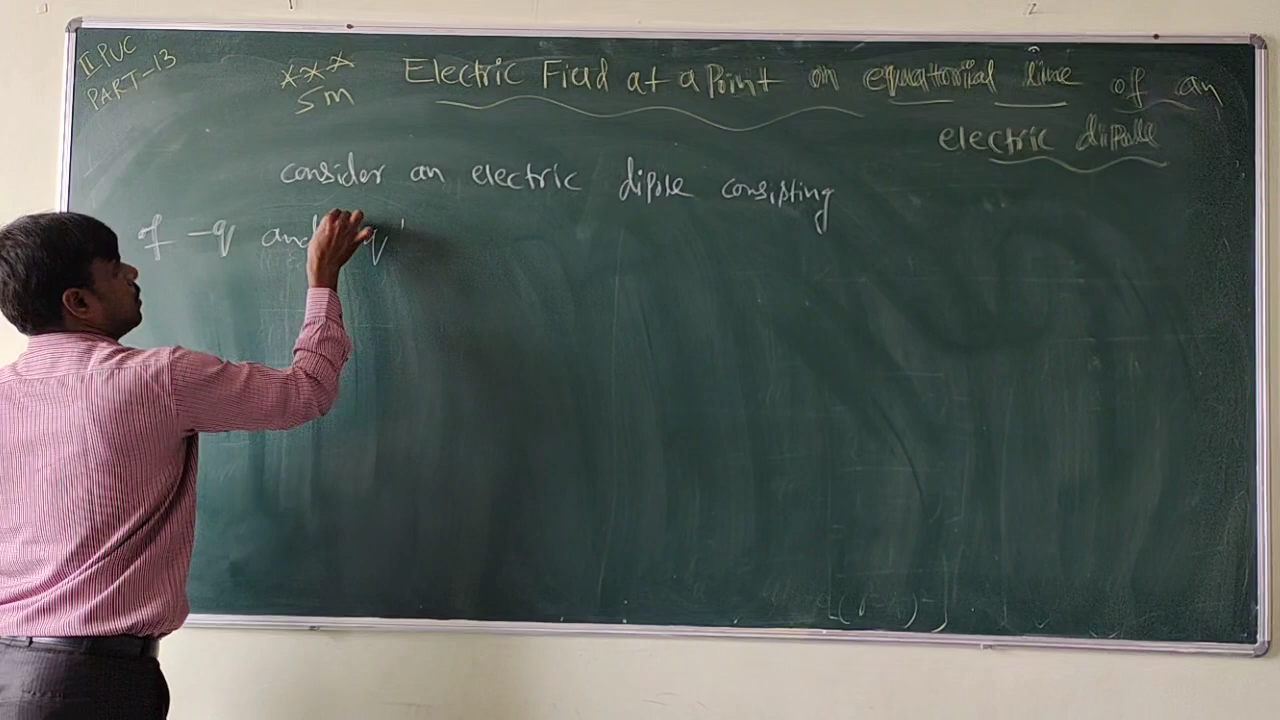 II PUC
PART-13
*** Electric Field at a Point on equatorial line of an
5m
electric dipole
consider an electric dipole consisting
of -q and q